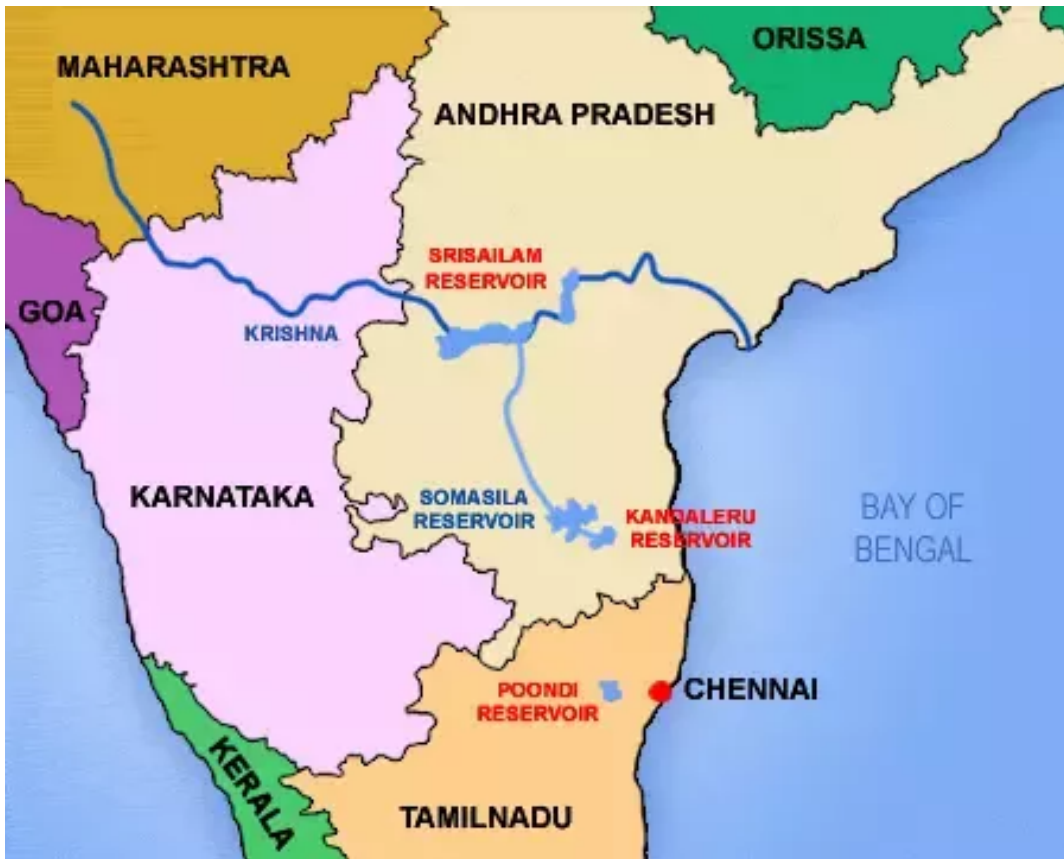 ORISSA
MAHARASHTRA
ANDHRA PRADESH
SRISAILAM
RESERVOIR
GOA
KRISHNA
KARNATAKA
SOMASILA
RESERVOIR
KANDALERU
RESERVOIR
BAY OF
BENGAL
POONDI
RESERVOIR
CHENNAI
KERALA
TAMILNADU